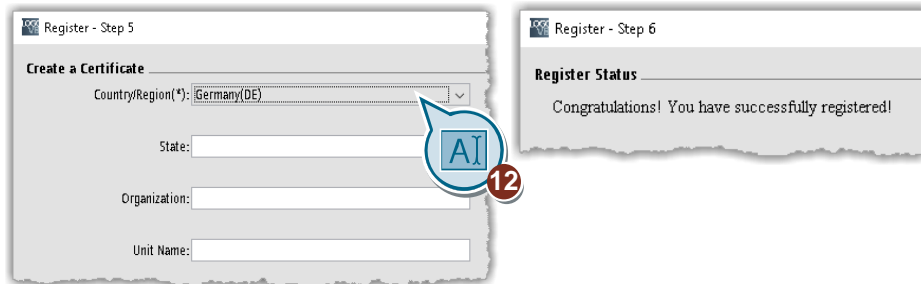 Register - Step 5
Create a Certificate
Country/Region(*): Germany(DE)
State:
Organization:
Unit Name:
A
12
Register - Step 6
Register Status
Congratulations! You have successfully registered!